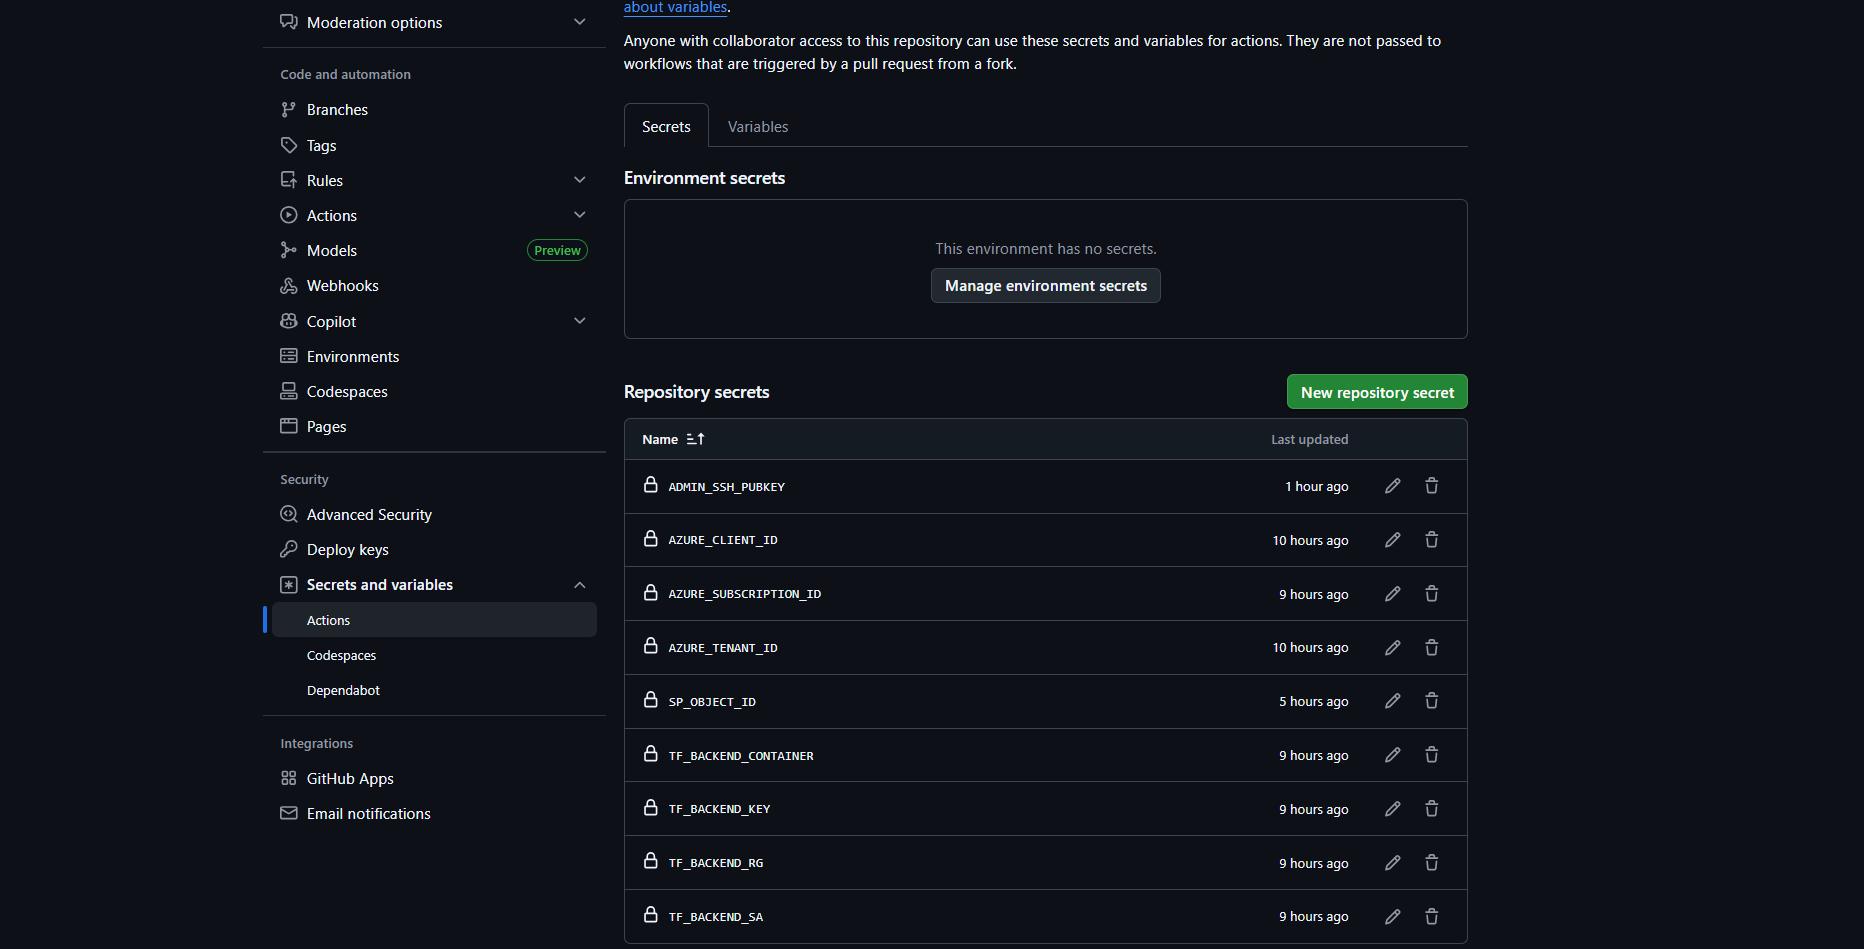 Moderation options
Code and automation
Branches
Tags
Rules
Actions
Models
Preview
Webhooks
Copilot
Environments
Codespaces
Pages
Security
Advanced Security
Deploy keys
Secrets and variables
Actions
Codespaces
Dependabot
Integrations
GitHub Apps
Email notifications
about variables.
Anyone with collaborator access to this repository can use these secrets and variables for actions. They are not passed to
workflows that are triggered by a pull request from a fork.
Secrets
Variables
Environment secrets
This environment has no secrets.
Manage environment secrets
Repository secrets
New repository secret
Name
Last updated
ADMIN_SSH_PUBKEY
1 hour ago
AZURE_CLIENT_ID
10 hours ago
AZURE_SUBSCRIPTION_ID
9 hours ago
AZURE_TENANT_ID
10 hours ago
SP_OBJECT_ID
5 hours ago
TF_BACKEND_CONTAINER
9 hours ago
TF_BACKEND_KEY
9 hours ago
TF_BACKEND_RG
9 hours ago
TF_BACKEND_SA
9 hours ago